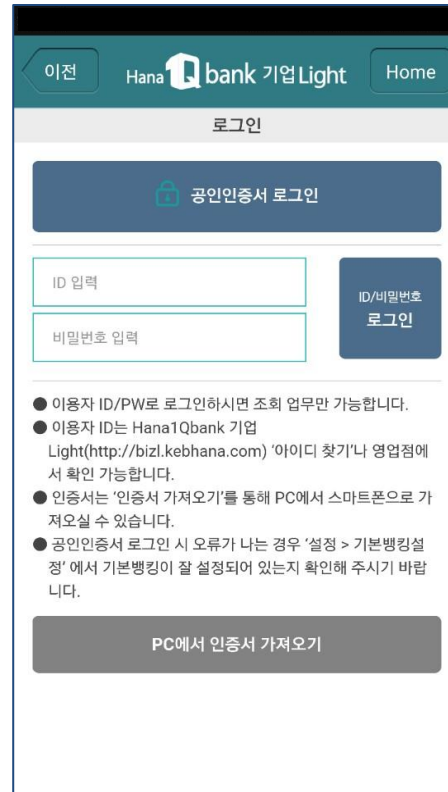 이전
Hana 1Q bank 기업 Light
Home
로그인
공인인증서 로그인
ID 입력
비밀번호 입력
ID/비밀번호
로그인
● 이용자 ID/PW로 로그인하시면 조회 업무만 가능합니다.
● 이용자 ID는 Hana1Qbank 기업
Light(http://bizl.kebhana.com) ‘아이디 찾기’나 영업점에
서 확인 가능합니다.
● 인증서는 ‘인증서 가져오기’를 통해 PC에서 스마트폰으로 가
져오실 수 있습니다.
● 공인인증서 로그인 시 오류가 나는 경우 ‘설정 > 기본뱅킹설
정’ 에서 기본뱅킹이 잘 설정되어 있는지 확인해 주시기 바랍
니다.
PC에서 인증서 가져오기